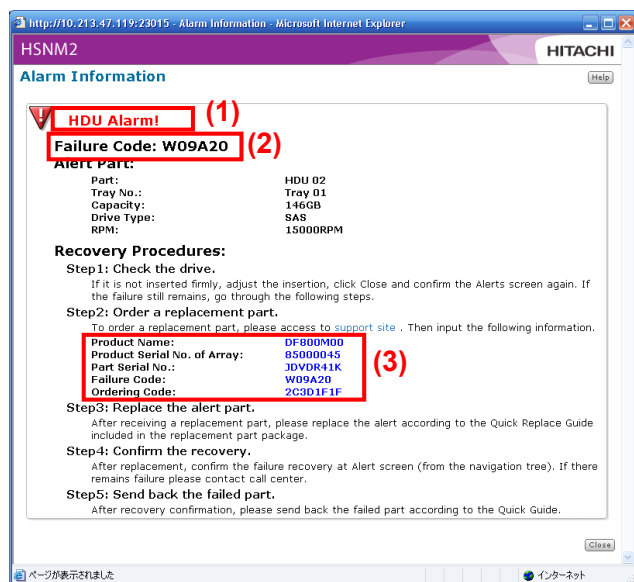 http://10.213.47.119:23015 - Alarm Information - Microsoft Internet Explorer
HSNM2
HITACHI
Alarm Information
Help
HDU Alarm!
(1)
Failure Code: W09A20
(2)
Alert Part:
Part: HDU 02
Tray No.: Tray 01
Capacity: 146GB
Drive Type: SAS
RPM: 15000RPM
Recovery Procedures:
Step1: Check the drive.
If it is not inserted firmly, adjust the insertion, click Close and confirm the Alerts screen again. If
the failure still remains, go through the following steps.
Step2: Order a replacement part.
To order a replacement part, please access to support site . Then input the following information.
Product Name: DF800M00
Product Serial No. of Array: 85000045
Part Serial No.: JDVDR41K
Failure Code: W09A20
Ordering Code: 2C3D1F1F
(3)
Step3: Replace the alert part.
After receiving a replacement part, please replace the alert according to the Quick Replace Guide
included in the replacement part package.
Step4: Confirm the recovery.
After replacement, confirm the failure recovery at Alert screen (from the navigation tree). If there
remains failure please contact call center.
Step5: Send back the failed part.
After recovery confirmation, please send back the failed part according to the Quick Guide.
Close
ページが表示されました
インターネット